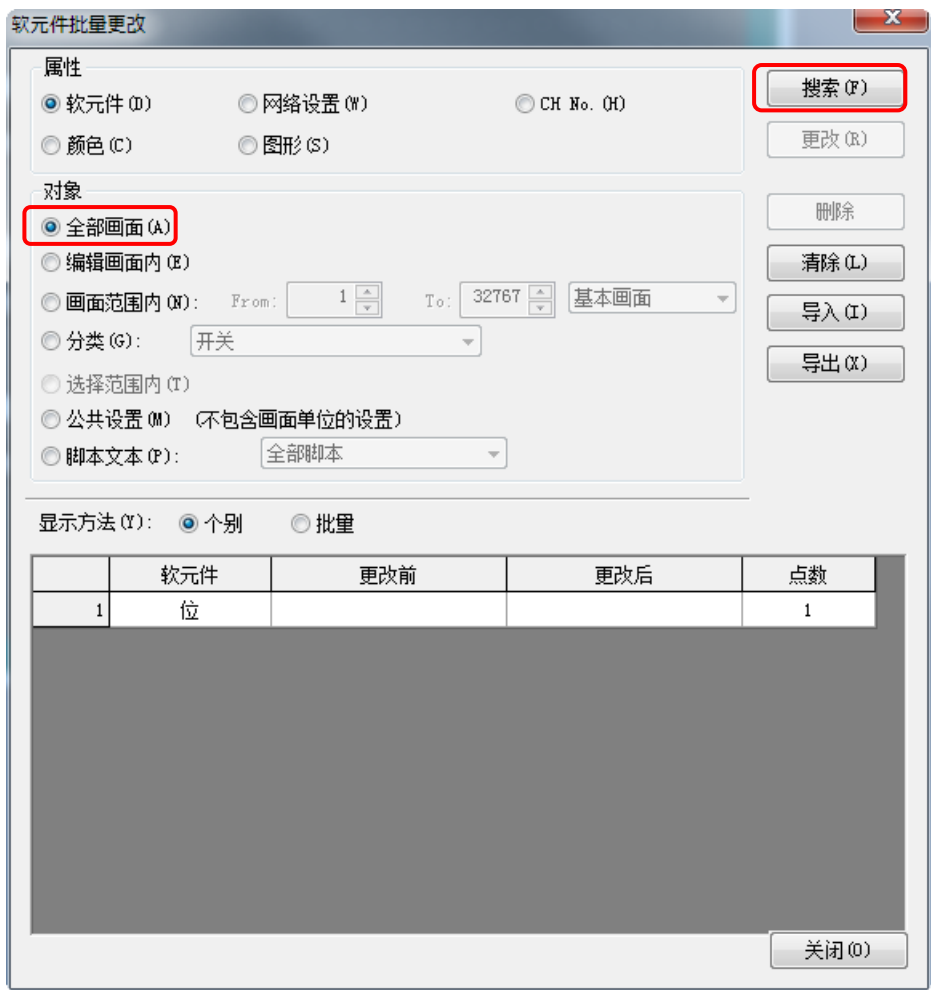 软元件批量更改
属性
软元件(D) 网络设置(W) CH No. (H)
颜色(C) 图形(S)
搜索(F)
更改(R)
对象
全部画面(A)
编辑画面内(E)
画面范围内(N): From: 1 To: 32767 基本画面
分类(G): 开关
选择范围内(T)
公共设置(M) (不包含画面单位的设置)
脚本文本(P): 全部脚本
删除
清除(L)
导入(I)
导出(X)
显示方法(Y): 个别 批量
软元件 更改前 更改后 点数
1 位 1
关闭(O)